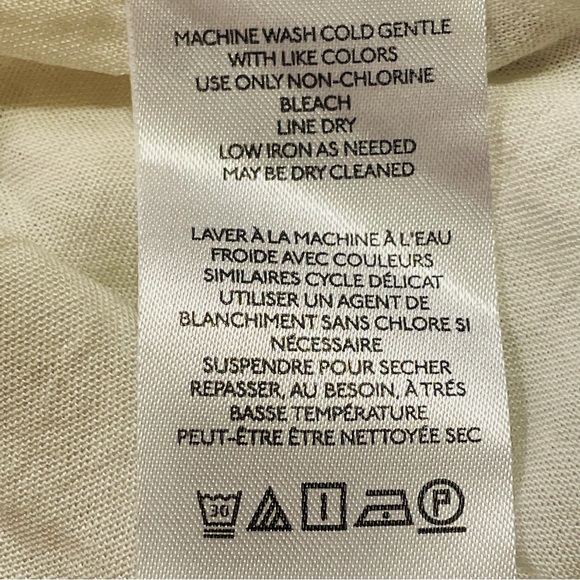 MACHINE WASH COLD GENTLE
WITH LIKE COLORS
USE ONLY NON-CHLORINE
BLEACH
LINE DRY
LOW IRON AS NEEDED
MAY BE DRY CLEANED
LAVER À LA MACHINE À L'EAU
FROIDE AVEC COULEURS
SIMILAIRES CYCLE DÉLICAT
UTILISER UN AGENT DE
BLANCHIMENT SANS CHLORE SI
NÉCESSAIRE
SUSPENDRE POUR SECHER
REPASSER, AU BESOIN, À TRÉS
BASSE TEMPÉRATURE
PEUT-ÊTRE ÊTRE NETTOYÉE SEC
30 P